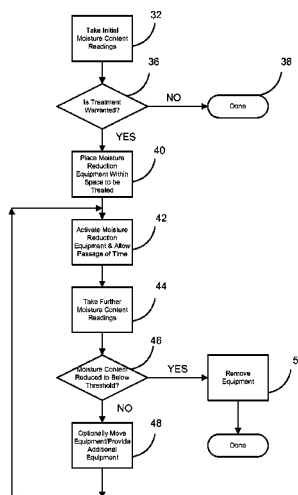 32
Take Initial
Moisture Content
Readings
36
38
Is Treatment
Warranted?
NO
Done
YES
40
Place Moisture
Reduction
Equipment Within
Space to be
Treated
42
Activate Moisture
Reduction
Equipment & Allow
Passage of Time
44
Take Further
Moisture Content
Readings
46
Moisture Content
Reduced to Below
Threshold?
YES
Remove
Equipment
5
NO
48
Optionally Move
Equipment/Provide
Additional
Equipment
Done